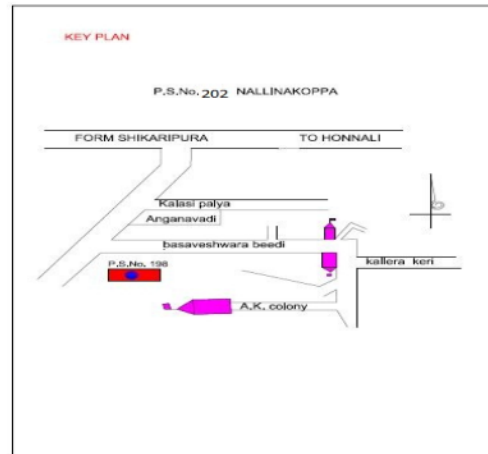 KEY PLAN
P.S.No. 202 NALLINAKOPPA
FORM SHIKARIPURA TO HONNALI
Kalasi palya
Anganavadi
basaveshwara beedi
P.S.No. 198
kallera keri
A.K. colony